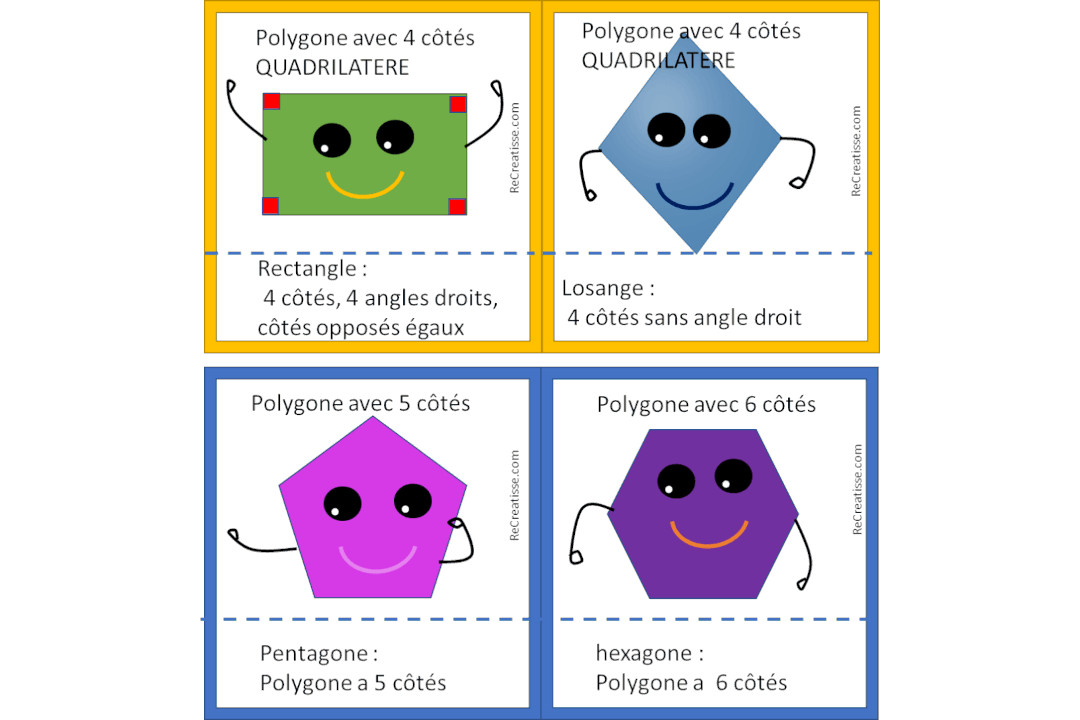 Polygone avec 4 côtés
QUADRILATERE
ReCreatisse.com
Rectangle :
4 côtés, 4 angles droits,
côtés opposés égaux
Polygone avec 4 côtés
QUADRILATERE
ReCreatisse.com
Losange :
4 côtés sans angle droit
Polygone avec 5 côtés
ReCreatisse.com
Pentagone :
Polygone a 5 côtés
Polygone avec 6 côtés
ReCreatisse.com
hexagone :
Polygone a 6 côtés